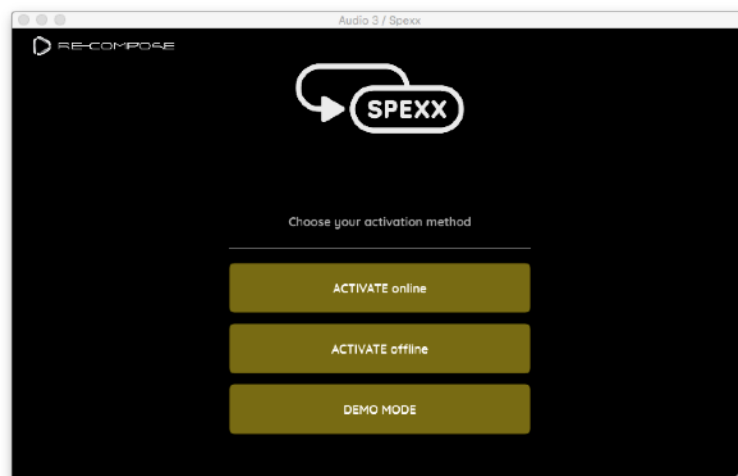 Audio 3 / Spexx
RE-COMPOSE
SPEXX
Choose your activation method
ACTIVATE online
ACTIVATE offline
DEMO MODE